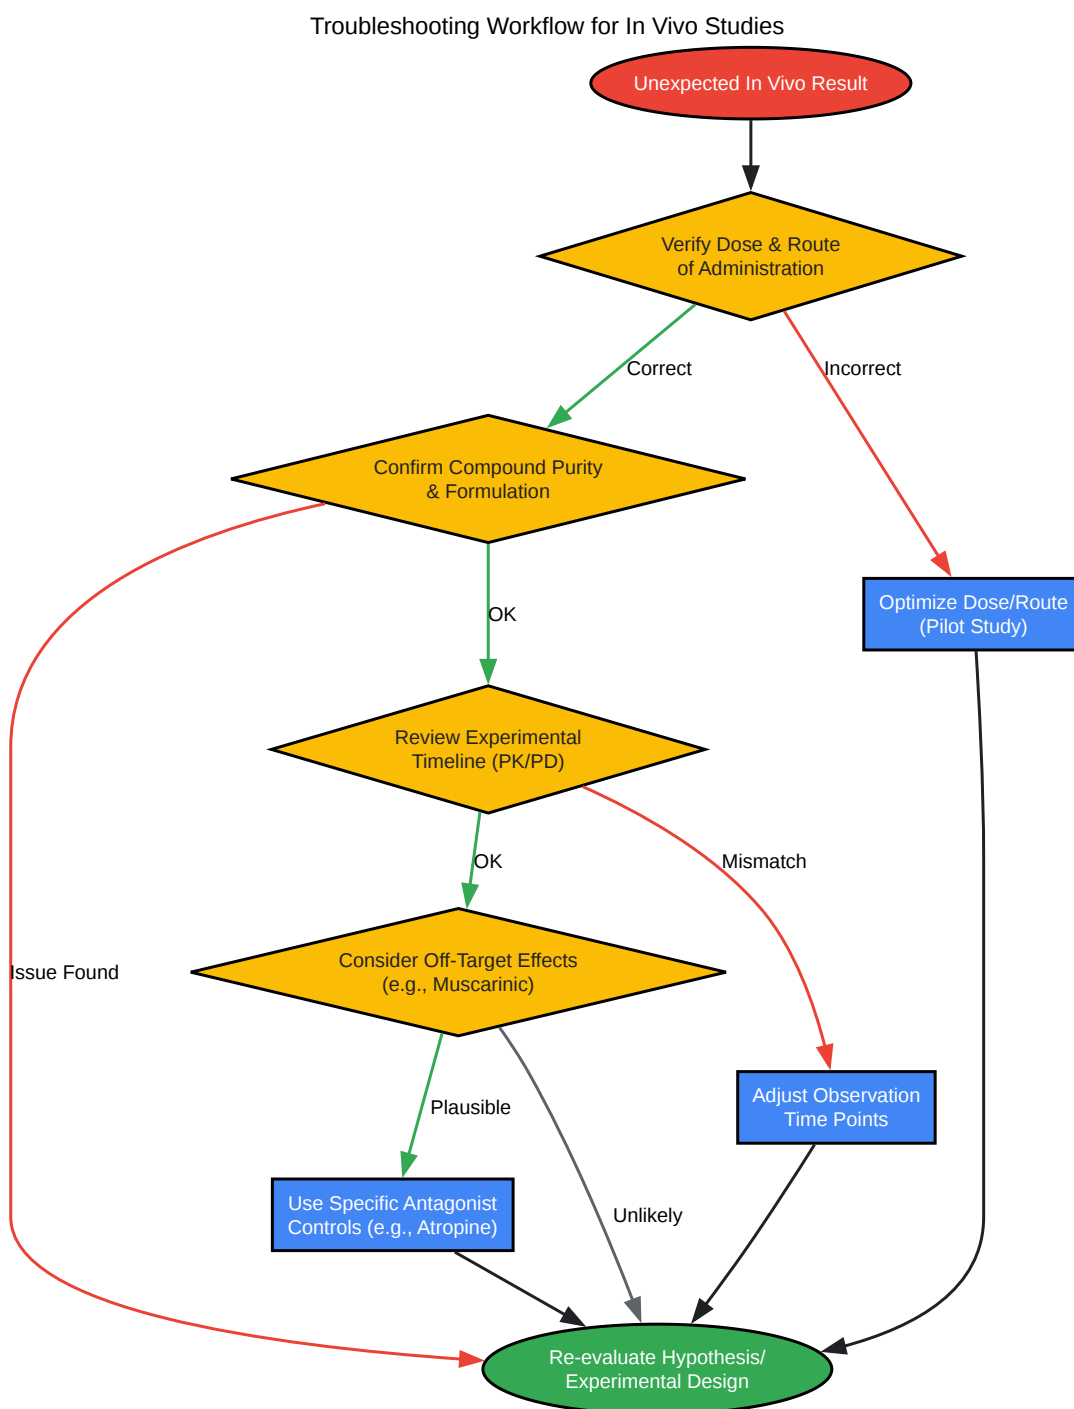 Troubleshooting Workflow for In Vivo Studies
Unexpected In Vivo Result
Verify Dose & Route
of Administration
Correct
Incorrect
Confirm Compound Purity
& Formulation
OK
Optimize Dose/Route
(Pilot Study)
Review Experimental
Timeline (PK/PD)
OK
Mismatch
Consider Off-Target Effects
(e.g., Muscarinic)
Issue Found
Adjust Observation
Time Points
Plausible
Use Specific Antagonist
Controls (e.g., Atropine)
Unlikely
Re-evaluate Hypothesis/
Experimental Design